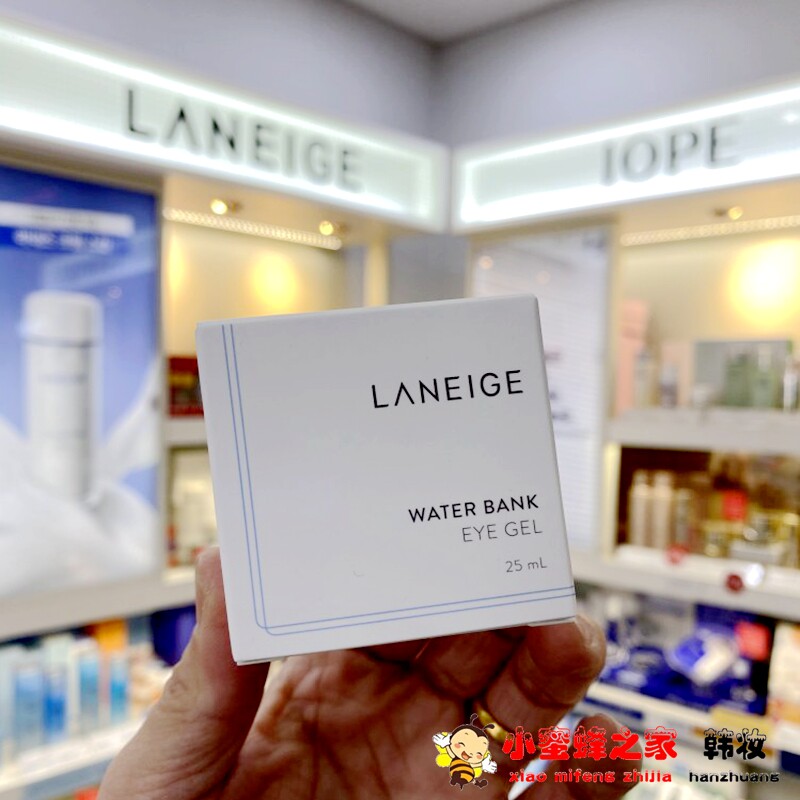 LANEIGE
IOPE
LANEIGE
WATER BANK
EYE GEL
25 mL
小蜜蜂之家 韩妆
xiao mifeng zhijia hanzhuang